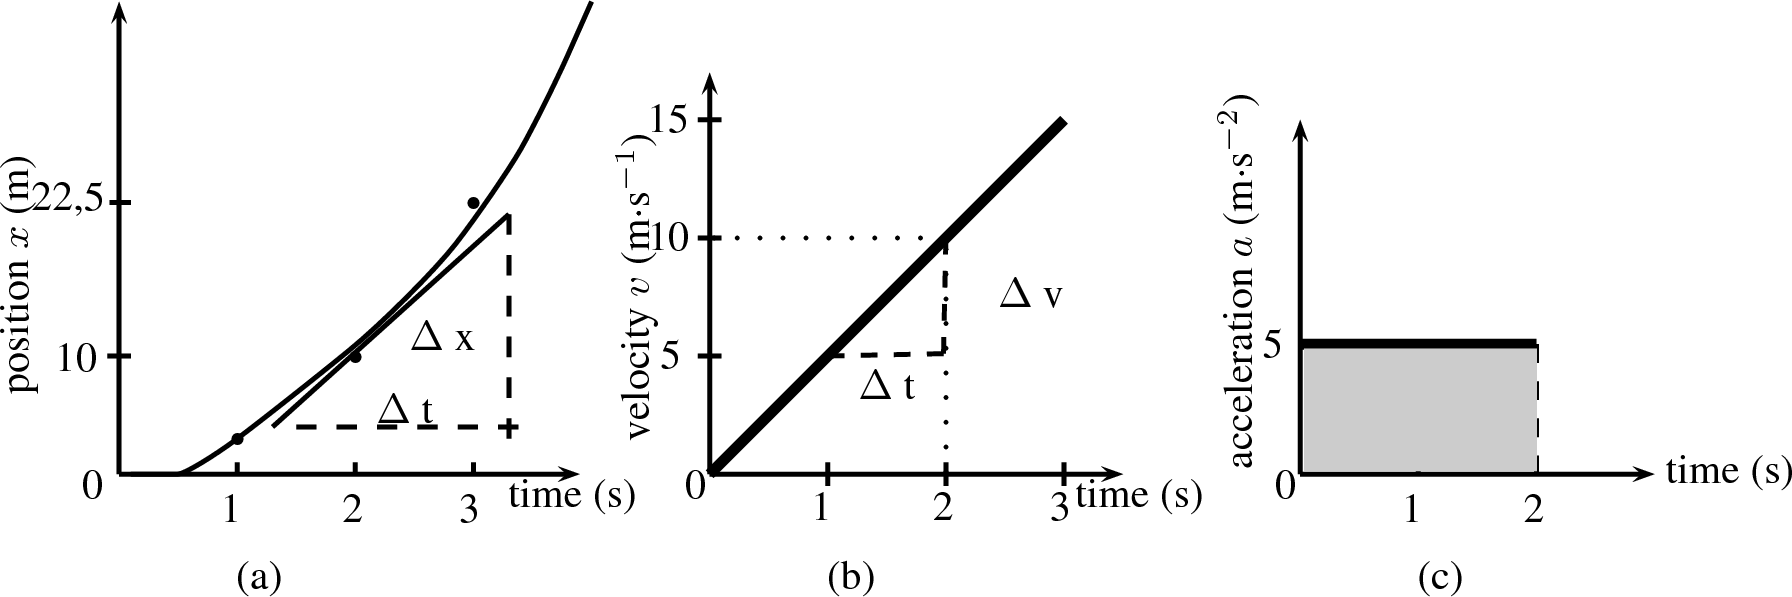 position x (m)
22,5
10
0
1
2
3
time (s)
Δ x
Δ t
(a)
velocity v (m·s−1)
15
10
5
0
1
2
3
time (s)
Δ v
Δ t
(b)
acceleration a (m·s−2)
5
0
1
2
time (s)
(c)